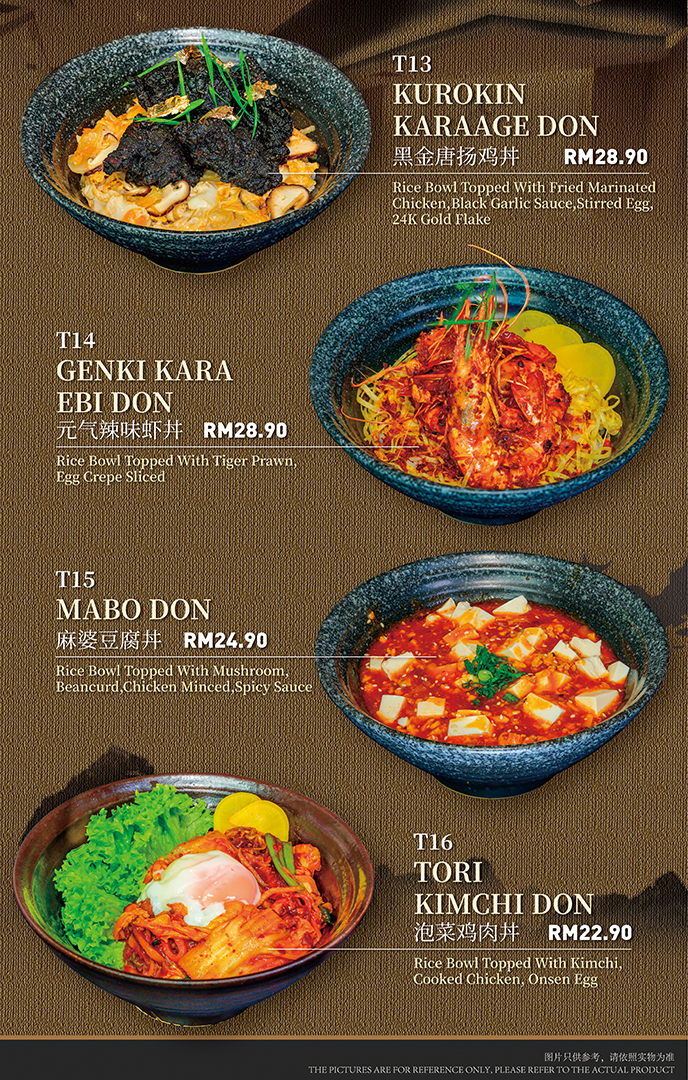 T13
KUROKIN
KARAAGE DON
黑金唐扬鸡丼 RM28.90
Rice Bowl Topped With Fried Marinated
Chicken,Black Garlic Sauce,Stirred Egg,
24K Gold Flake
T14
GENKI KARA
EBI DON
元气辣味虾丼 RM28.90
Rice Bowl Topped With Tiger Prawn,
Egg Crepe Sliced
T15
MABO DON
麻婆豆腐丼 RM24.90
Rice Bowl Topped With Mushroom,
Beancurd,Chicken Minced,Spicy Sauce
T16
TORI
KIMCHI DON
泡菜鸡肉丼 RM22.90
Rice Bowl Topped With Kimchi,
Cooked Chicken, Onsen Egg
图片只供参考，请依照实物为准
THE PICTURES ARE FOR REFERENCE ONLY, PLEASE REFER TO THE ACTUAL PRODUCT